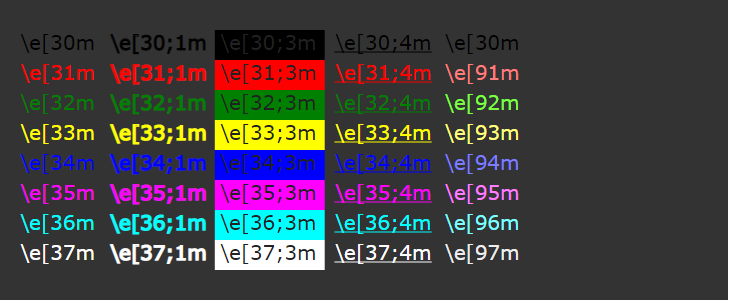 \e[30m \e[30;1m \e[30;3m \e[30;4m \e[30m
\e[31m \e[31;1m \e[31;3m \e[31;4m \e[91m
\e[32m \e[32;1m \e[32;3m \e[32;4m \e[92m
\e[33m \e[33;1m \e[33;3m \e[33;4m \e[93m
\e[34m \e[34;1m \e[34;3m \e[34;4m \e[94m
\e[35m \e[35;1m \e[35;3m \e[35;4m \e[95m
\e[36m \e[36;1m \e[36;3m \e[36;4m \e[96m
\e[37m \e[37;1m \e[37;3m \e[37;4m \e[97m